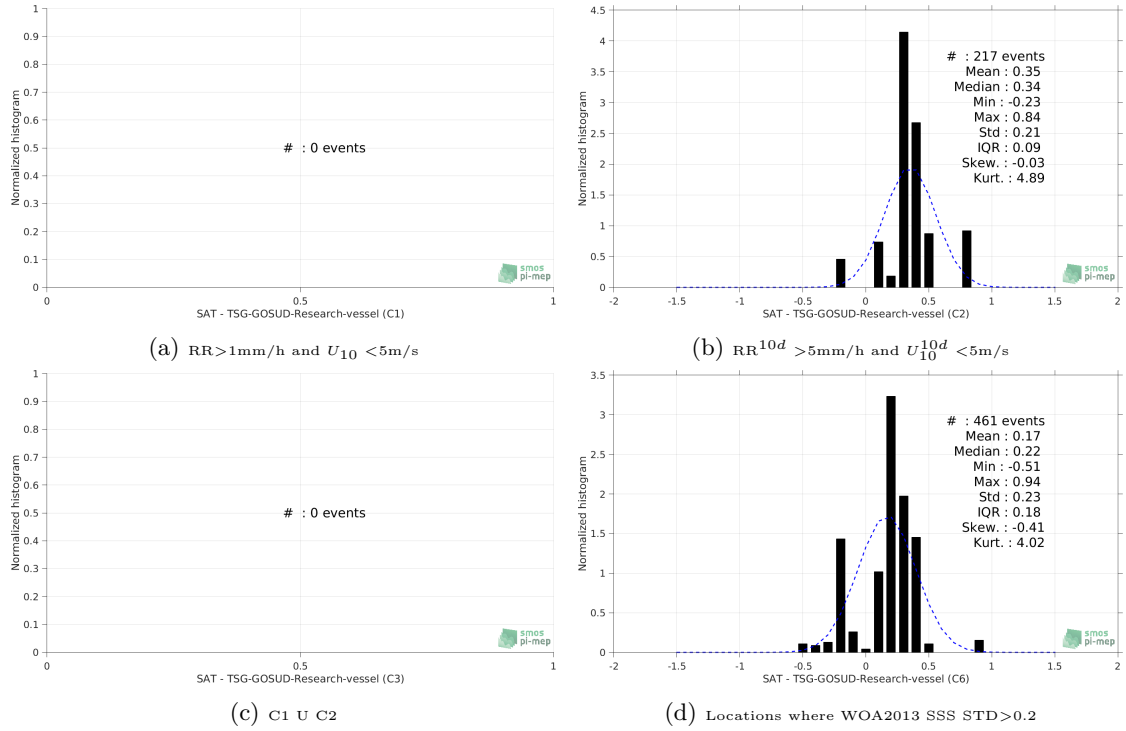 1
0.9
0.8
0.7
0.6
0.5
0.4
0.3
0.2
0.1
0
Normalized histogram
# : 0 events
smos
pi-mep
0 0.5 1
SAT - TSG-GOSUD-Research-vessel (C1)
(a) RR>1mm/h and U10 <5m/s
4.5
4
3.5
3
2.5
2
1.5
1
0.5
0
Normalized histogram
# : 217 events
Mean : 0.35
Median : 0.34
Min : -0.23
Max : 0.84
Std : 0.21
IQR : 0.09
Skew. : -0.03
Kurt. : 4.89
smos
pi-mep
-2 -1.5 -1 -0.5 0 0.5 1 1.5 2
SAT - TSG-GOSUD-Research-vessel (C2)
(b) RR10d >5mm/h and U10d10 <5m/s
1
0.9
0.8
0.7
0.6
0.5
0.4
0.3
0.2
0.1
0
Normalized histogram
# : 0 events
smos
pi-mep
0 0.5 1
SAT - TSG-GOSUD-Research-vessel (C3)
(c) C1 U C2
3.5
3
2.5
2
1.5
1
0.5
0
Normalized histogram
# : 461 events
Mean : 0.17
Median : 0.22
Min : -0.51
Max : 0.94
Std : 0.23
IQR : 0.18
Skew. : -0.41
Kurt. : 4.02
smos
pi-mep
-2 -1.5 -1 -0.5 0 0.5 1 1.5 2
SAT - TSG-GOSUD-Research-vessel (C6)
(d) Locations where WOA2013 SSS STD>0.2